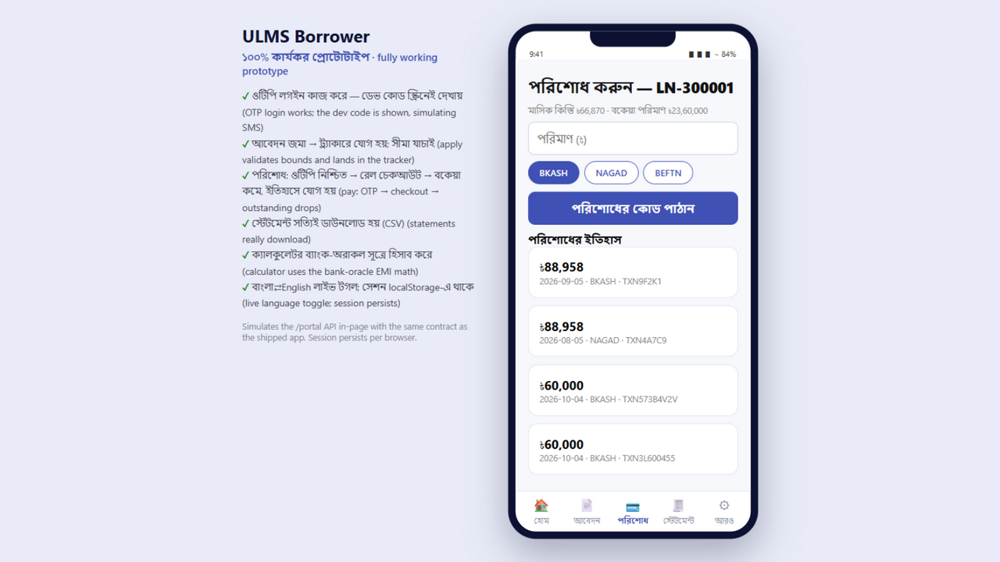 ULMS Borrower
১০০% কার্যকর প্রোটোটাইপ · fully working
prototype
✓ ওটিপি লগইন কাজ করে — ডেভ কোড স্ক্রিনেই দেখায়
(OTP login works; the dev code is shown, simulating
SMS)
✓ আবেদন জমা → ট্র্যাকারে যোগ হয়; সীমা যাচাই (apply
validates bounds and lands in the tracker)
✓ পরিশোধ: ওটিপি নিশ্চিত → রেল চেকআউট → বকেয়া
কমে, ইতিহাসে যোগ হয় (pay: OTP → checkout →
outstanding drops)
✓ স্টেটমেন্ট সত্যিই ডাউনলোড হয় (CSV) (statements
really download)
✓ ক্যালকুলেটর ব্যাংক-অরাকল সূত্রে হিসাব করে
(calculator uses the bank-oracle EMI math)
✓ বাংলা⇄English লাইভ টগল; সেশন localStorage-এ থাকে
(live language toggle; session persists)
Simulates the /portal API in-page with the same contract as
the shipped app. Session persists per browser.
9:41
84%
পরিশোধ করুন — LN-300001
মাসিক কিস্তি ৳66,870 · বকেয়া পরিমাণ ৳23,60,000
পরিমাণ (৳)
BKASH NAGAD BEFTN
পরিশোধের কোড পাঠান
পরিশোধের ইতিহাস
৳88,958
2026-09-05 · BKASH · TXN9F2K1
৳88,958
2026-08-05 · NAGAD · TXN4A7C9
৳60,000
2026-10-04 · BKASH · TXN573B4V2V
৳60,000
2026-10-04 · BKASH · TXN3L600455
হোম আবেদন পরিশোধ স্টেটমেন্ট আরও